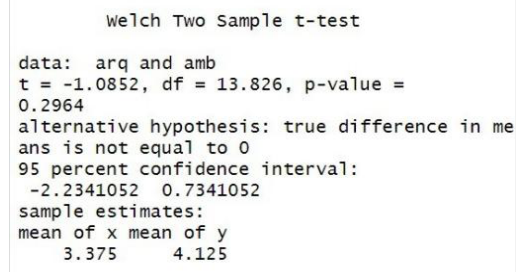 Welch Two Sample t-test
data: arq and amb
t = -1.0852, df = 13.826, p-value =
0.2964
alternative hypothesis: true difference in me
ans is not equal to 0
95 percent confidence interval:
-2.2341052 0.7341052
sample estimates:
mean of x mean of y
3.375 4.125